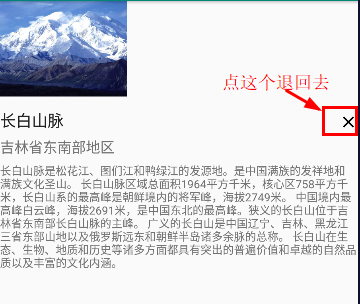 点这个退回去
长白山脉
吉林省东南部地区
长白山脉是松花江、图们江和鸭绿江的发源地。是中国满族的发祥地和
满族文化圣山。 长白山脉区域总面积1964平方千米，核心区758平方千
米，长白山系的最高峰是朝鲜境内的将军峰，海拔2749米。 中国境内最
高峰白云峰，海拔2691米，是中国东北的最高峰。狭义的长白山位于吉
林省东南部长白山脉的主峰。 广义的长白山是中国辽宁、吉林、黑龙江
三省东部山地以及俄罗斯远东和朝鲜半岛诸多余脉的总称。 长白山在生
态、生物、地质和历史等诸多方面都具有突出的普遍价值和卓越的自然品
质以及丰富的文化内涵。